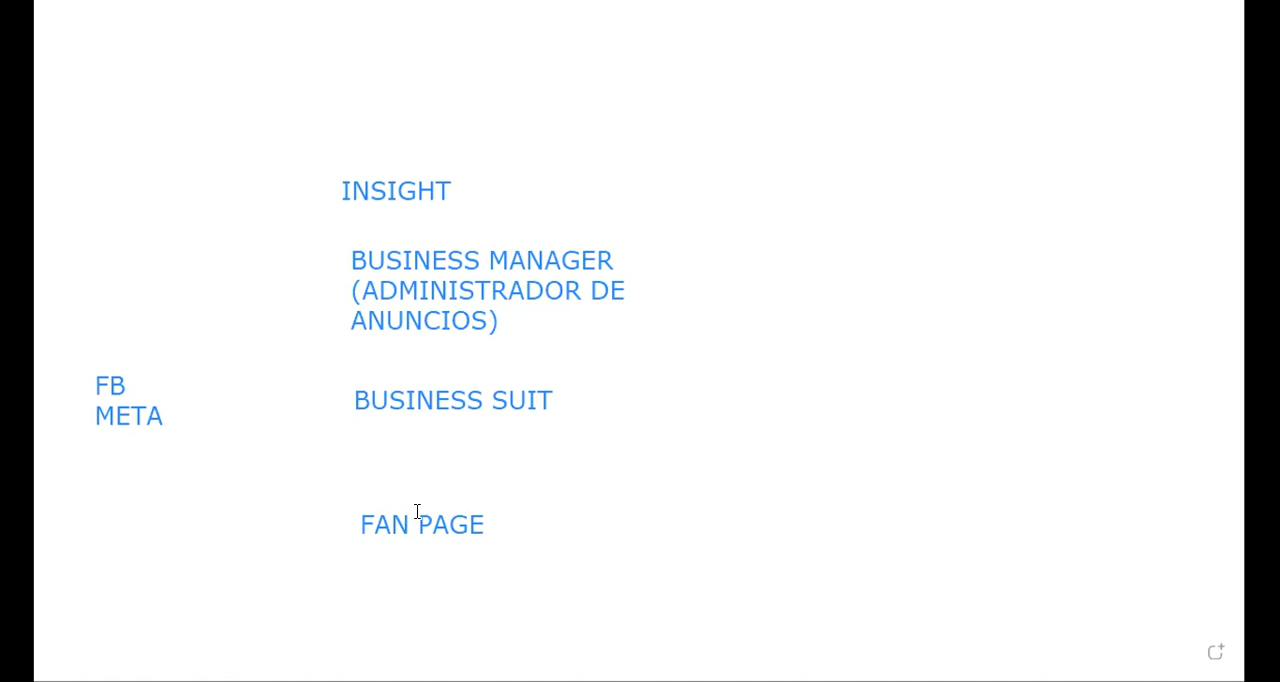 INSIGHT
BUSINESS MANAGER
(ADMINISTRADOR DE
ANUNCIOS)
FB
META
BUSINESS SUIT
FAN PAGE